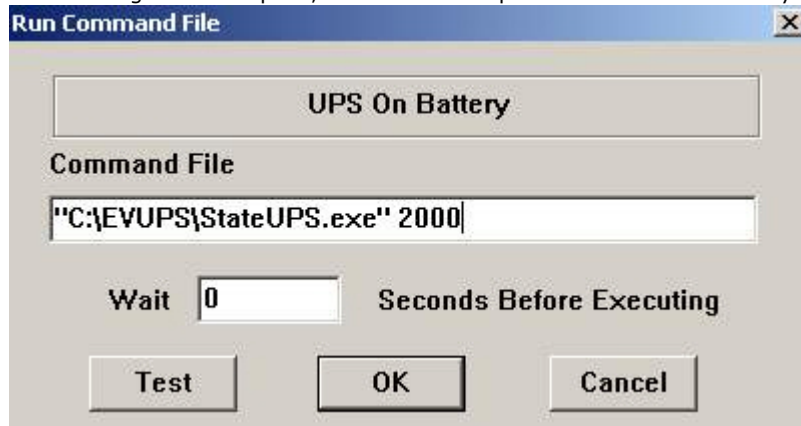 Run Command File
UPS On Battery
Command File
"C:\EVUPS\StateUPS.exe" 2000
Wait 0 Seconds Before Executing
Test OK Cancel